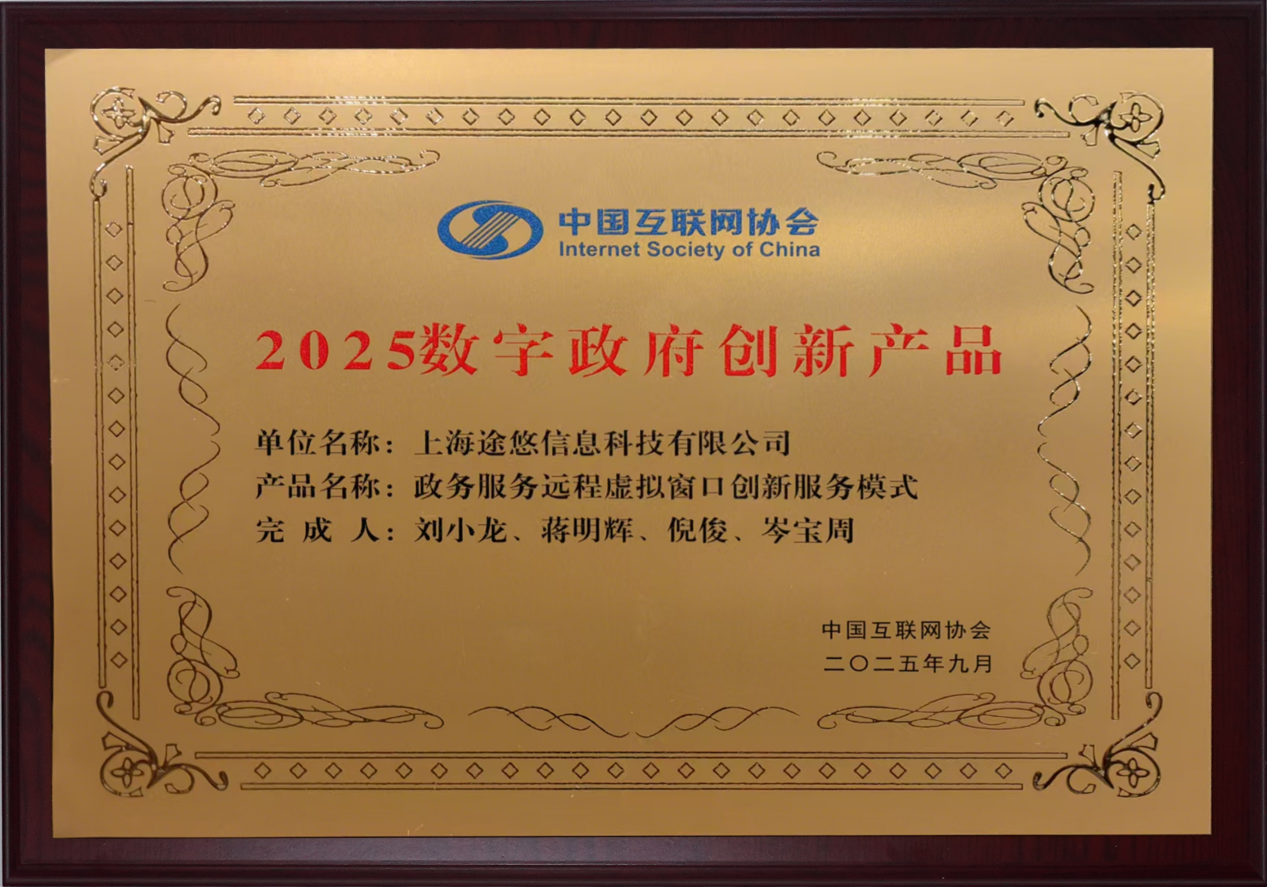 中国互联网协会
Internet Society of China
2025数字政府创新产品
单位名称：上海途悠信息科技有限公司
产品名称：政务服务远程虚拟窗口创新服务模式
完 成 人：刘小龙、蒋明辉、倪俊、岑宝周
中国互联网协会
二〇二五年九月